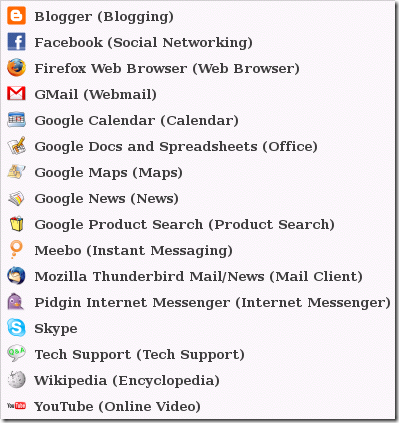 Blogger (Blogging)
Facebook (Social Networking)
Firefox Web Browser (Web Browser)
GMail (Webmail)
Google Calendar (Calendar)
Google Docs and Spreadsheets (Office)
Google Maps (Maps)
Google News (News)
Google Product Search (Product Search)
Meebo (Instant Messaging)
Mozilla Thunderbird Mail/News (Mail Client)
Pidgin Internet Messenger (Internet Messenger)
Skype
Q&A Tech Support (Tech Support)
Wikipedia (Encyclopedia)
YouTube YouTube (Online Video)